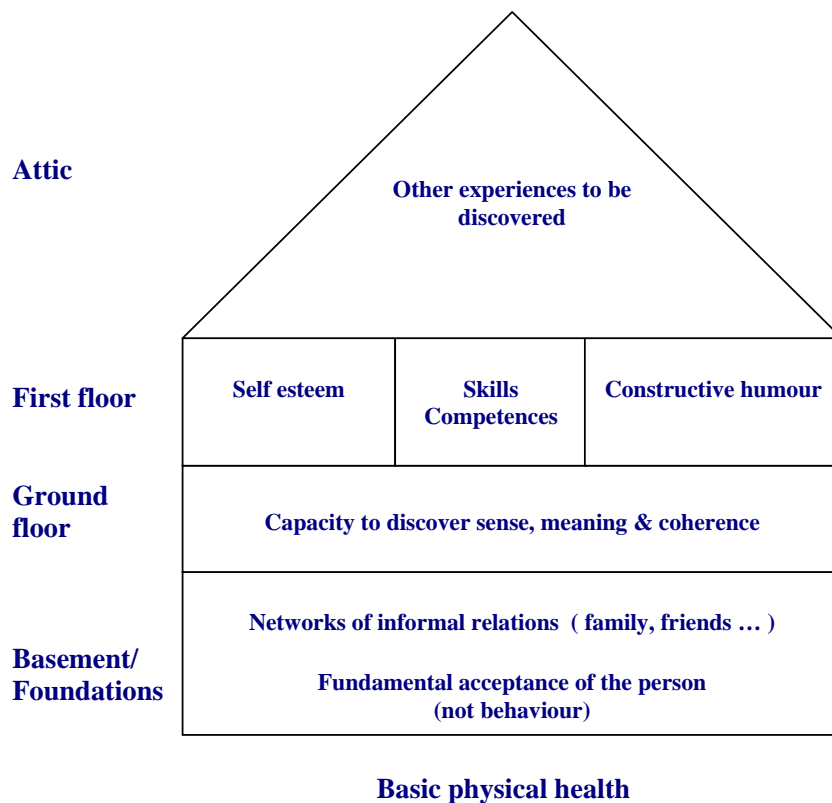 Attic
Other experiences to be
discovered
First floor
Self esteem
Skills
Competences
Constructive humour
Ground
floor
Capacity to discover sense, meaning & coherence
Basement/
Foundations
Networks of informal relations ( family, friends … )
Fundamental acceptance of the person
(not behaviour)
Basic physical health